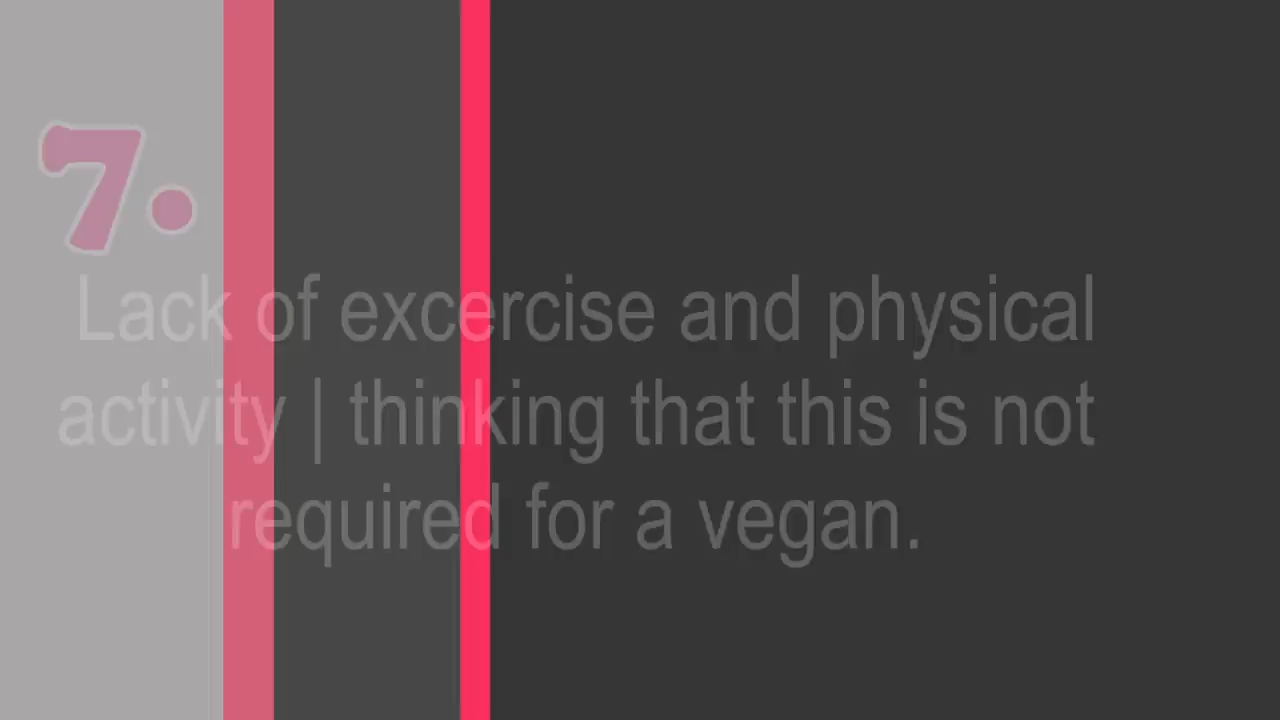 7.
Lack of excercise and physical
activity | thinking that this is not
required for a vegan.